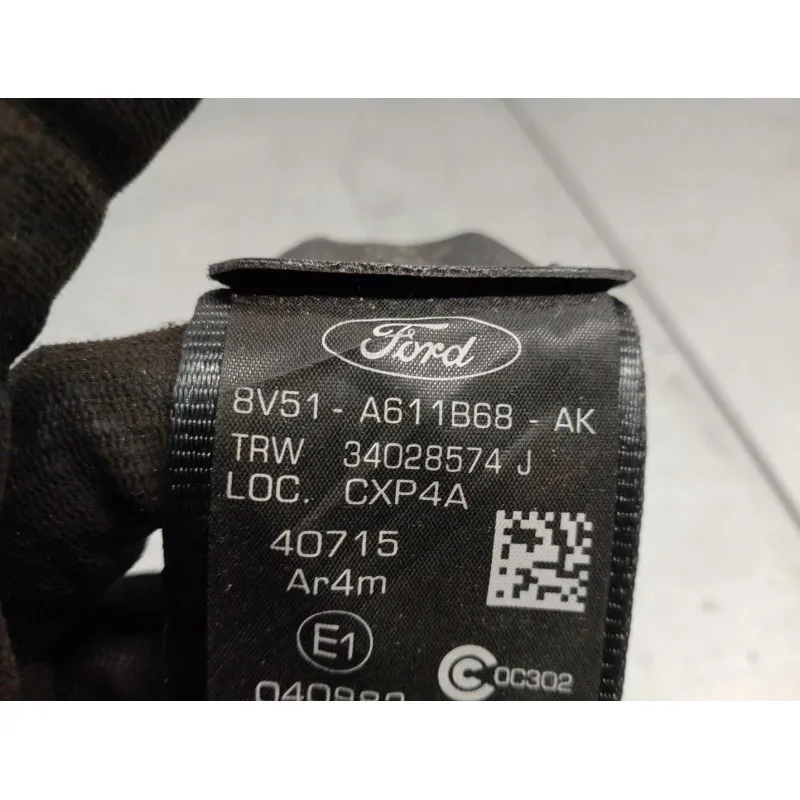 Ford
8V51 - A611B68 - AK
TRW 34028574 J
LOC. CXP4A
40715
Ar4m
E1
C 0C302